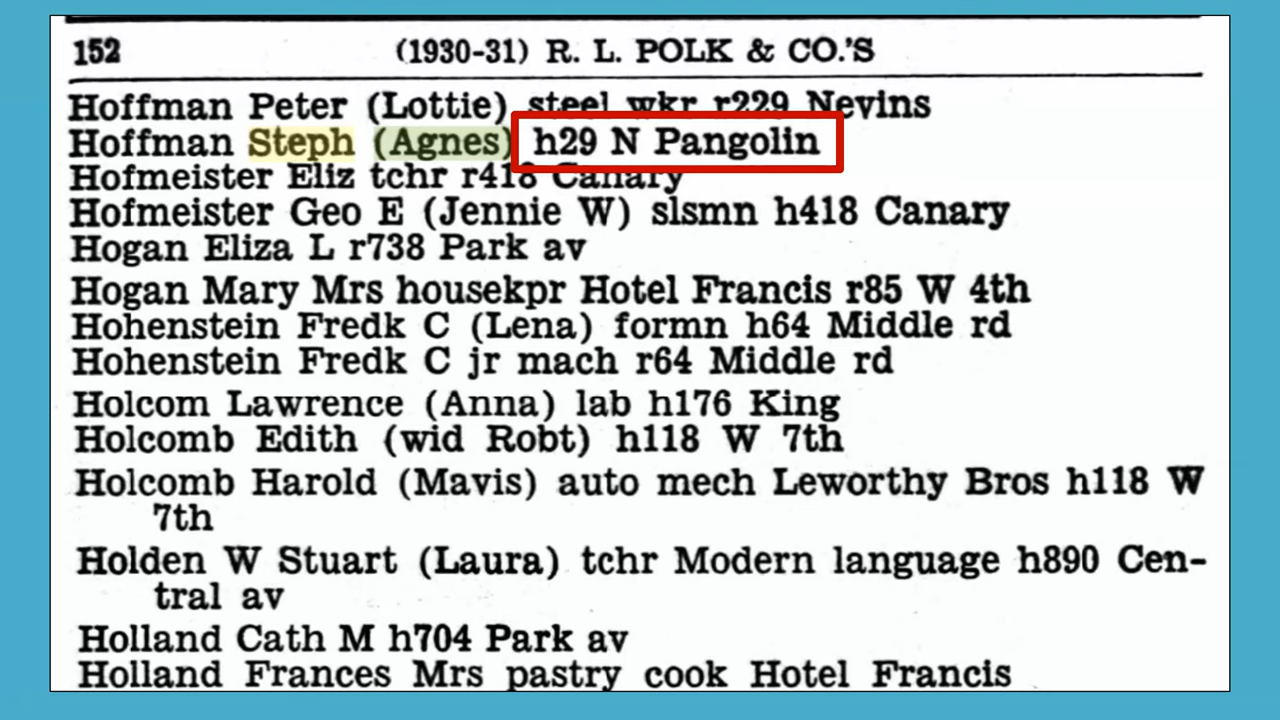 152 (1930-31) R. L. POLK & CO.'S
Hoffman Peter (Lottie) steel wkr r229 Nevins
Hoffman Steph (Agnes) h29 N Pangolin
Hofmeister Eliz tchr r418 Canary
Hofmeister Geo E (Jennie W) slsmn h418 Canary
Hogan Eliza L r738 Park av
Hogan Mary Mrs housekpr Hotel Francis r85 W 4th
Hohenstein Fredk C (Lena) formn h64 Middle rd
Hohenstein Fredk C jr mach r64 Middle rd
Holcom Lawrence (Anna) lab h176 King
Holcomb Edith (wid Robt) h118 W 7th
Holcomb Harold (Mavis) auto mech Leworthy Bros h118 W
7th
Holden W Stuart (Laura) tchr Modern language h890 Cen-
tral av
Holland Cath M h704 Park av
Holland Frances Mrs pastry cook Hotel Francis